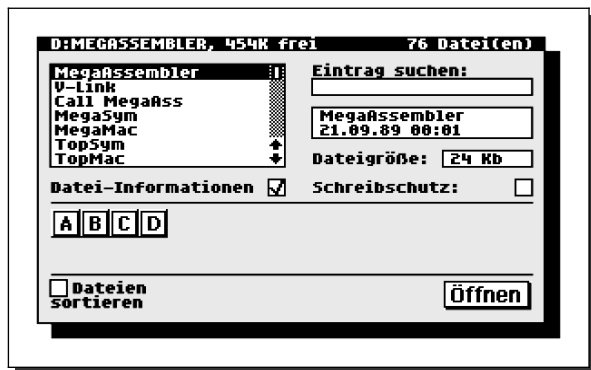 D:MEGASSEMBLER, 454K frei 76 Datei(en)
MegaAssembler
V-Link
Call MegaAss
MegaSym
MegaMac
TopSym
TopMac
Eintrag suchen:
MegaAssembler
21.09.89 00:01
Dateigröße: 24 Kb
Datei-Informationen
Schreibschutz:
A B C D
Dateien
sortieren
Öffnen